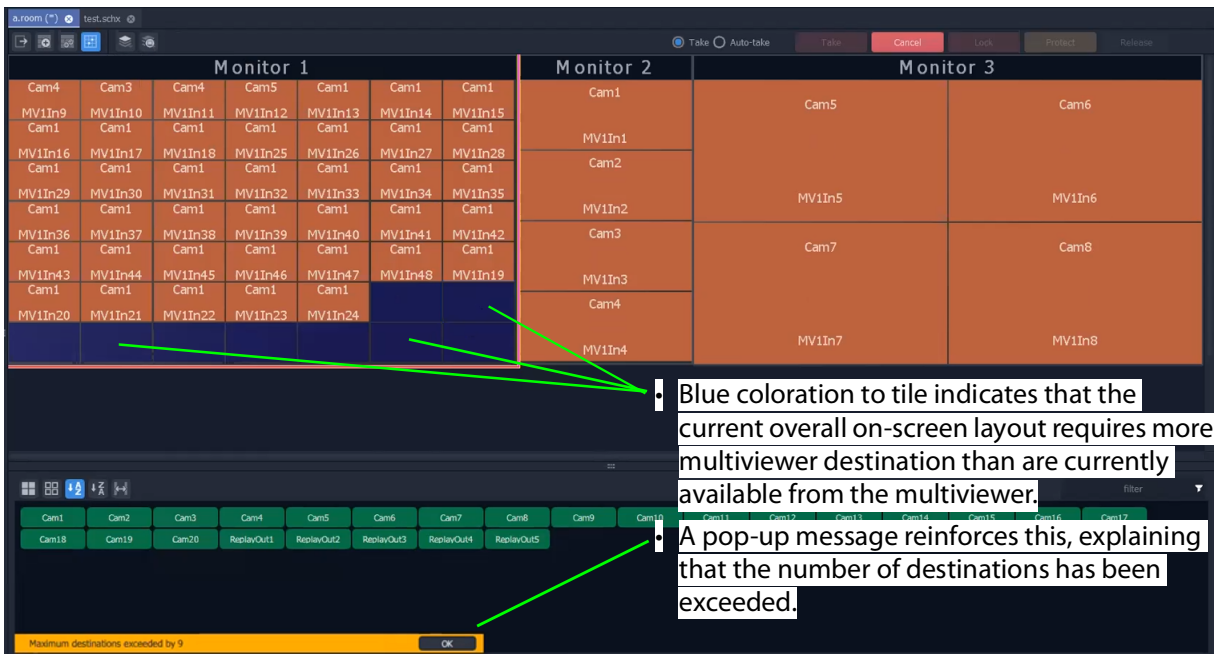 a.room (*)
test.schx
Take Auto-take Take Cancel Lock Protect Release
Monitor 1
Cam4 Cam3 Cam4 Cam5 Cam1 Cam1 Cam1
MV1In9 MV1In10 MV1In11 MV1In12 MV1In13 MV1In14 MV1In15
Cam1 Cam1 Cam1 Cam1 Cam1 Cam1 Cam1
MV1In16 MV1In17 MV1In18 MV1In25 MV1In26 MV1In27 MV1In28
Cam1 Cam1 Cam1 Cam1 Cam1 Cam1 Cam1
MV1In29 MV1In30 MV1In31 MV1In32 MV1In33 MV1In34 MV1In35
Cam1 Cam1 Cam1 Cam1 Cam1 Cam1 Cam1
MV1In36 MV1In37 MV1In38 MV1In39 MV1In40 MV1In41 MV1In42
Cam1 Cam1 Cam1 Cam1 Cam1 Cam1 Cam1
MV1In43 MV1In44 MV1In45 MV1In46 MV1In47 MV1In48 MV1In19
Cam1 Cam1 Cam1 Cam1 Cam1
MV1In20 MV1In21 MV1In22 MV1In23 MV1In24
Monitor 2
Cam1
MV1In1
Cam2
MV1In2
Cam3
MV1In3
Cam4
MV1In4
Monitor 3
Cam5 Cam6
MV1In5 MV1In6
Cam7 Cam8
MV1In7 MV1In8
• Blue coloration to tile indicates that the
current overall on-screen layout requires more
multiviewer destination than are currently
available from the multiviewer.
filter
Cam1 Cam2 Cam3 Cam4 Cam5 Cam6 Cam7 Cam8 Cam9 Cam10 Cam11 Cam12 Cam13 Cam14 Cam15 Cam16 Cam17
Cam18 Cam19 Cam20 ReplayOut1 ReplayOut2 ReplayOut3 ReplayOut4 ReplayOut5
• A pop-up message reinforces this, explaining
that the number of destinations has been
exceeded.
Maximum destinations exceeded by 9 OK